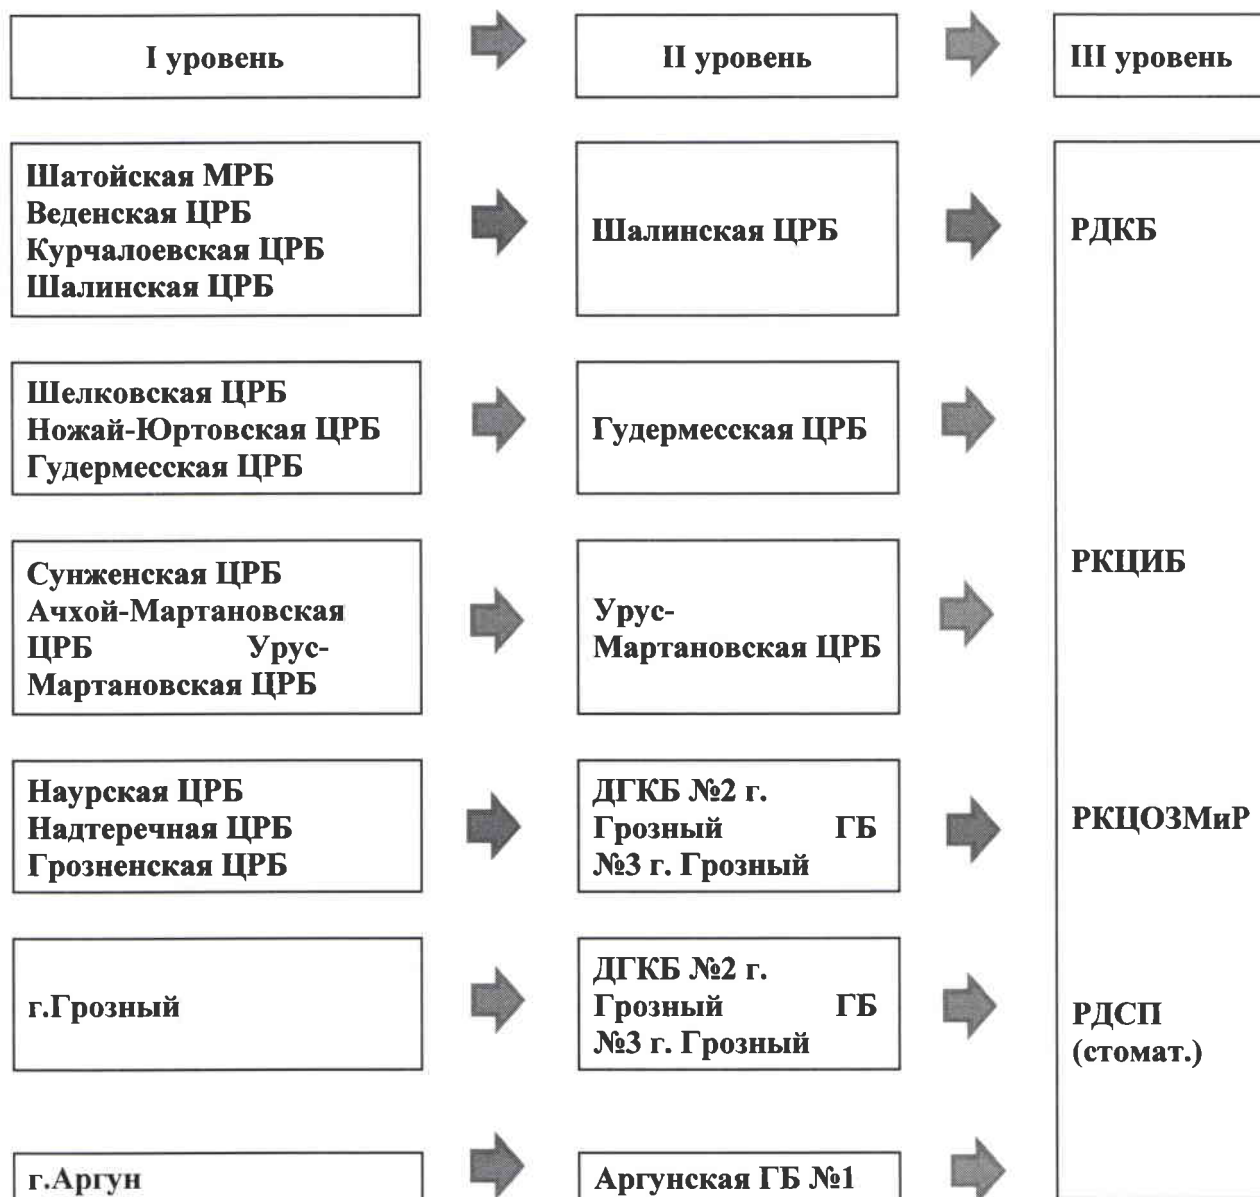 I уровень
II уровень
III уровень
Шатойская МРБ
Веденская ЦРБ
Курчалоевская ЦРБ
Шалинская ЦРБ
Шалинская ЦРБ
РДКБ
Шелковская ЦРБ
Ножай-Юртовская ЦРБ
Гудермесская ЦРБ
Гудермесская ЦРБ
Сунженская ЦРБ
Ачхой-Мартановская
ЦРБ Урус-
Мартановская ЦРБ
Урус-
Мартановская ЦРБ
РКЦИБ
Наурская ЦРБ
Надтеречная ЦРБ
Грозненская ЦРБ
ДГКБ №2 г.
Грозный ГБ
№3 г. Грозный
РКЦОЗМиР
г.Грозный
ДГКБ №2 г.
Грозный ГБ
№3 г. Грозный
РДСП
(стомат.)
г.Аргун
Аргунская ГБ №1